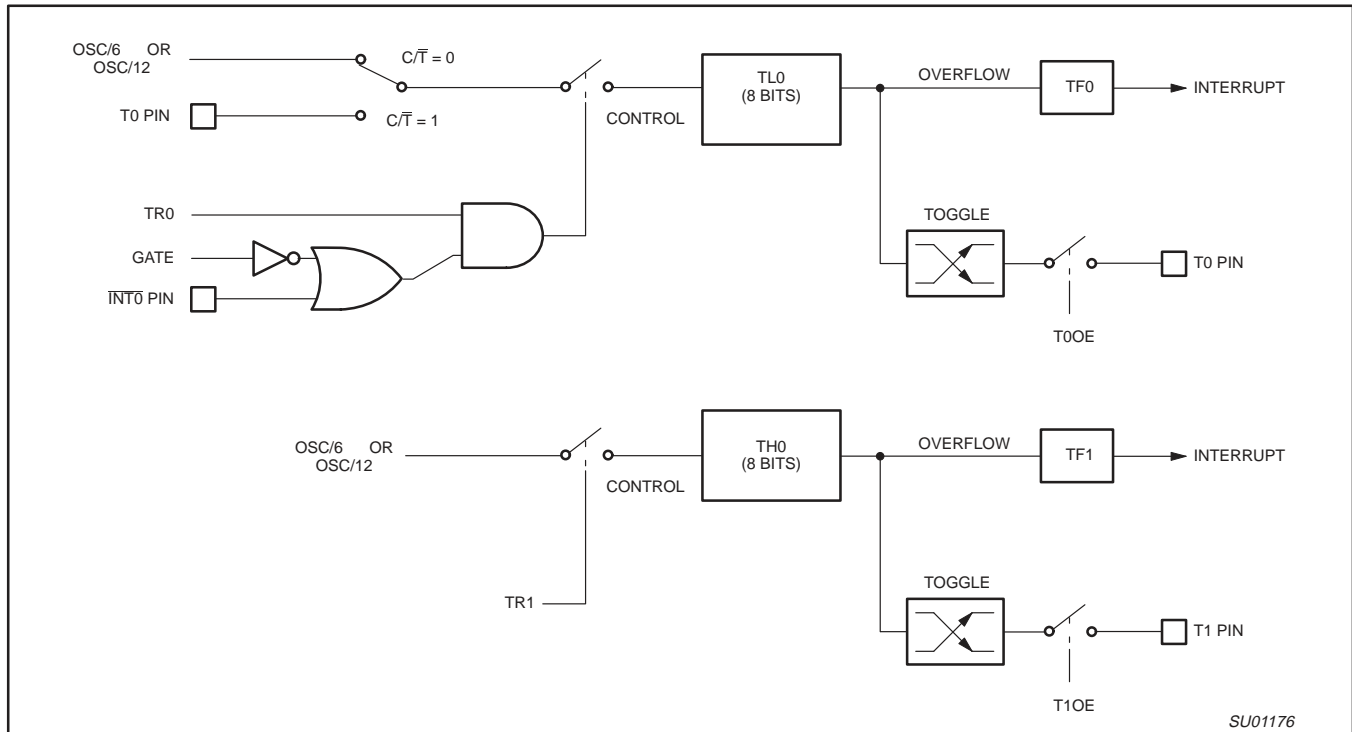 OSC/6 OR
OSC/12
C/T̅ = 0
T0 PIN
C/T̅ = 1
CONTROL
TL0
(8 BITS)
OVERFLOW
TF0
INTERRUPT
TR0
GATE
I̅N̅T̅0̅ PIN
TOGGLE
T0 PIN
T0OE
OSC/6 OR
OSC/12
CONTROL
TH0
(8 BITS)
OVERFLOW
TF1
INTERRUPT
TR1
TOGGLE
T1 PIN
T1OE
SU01176